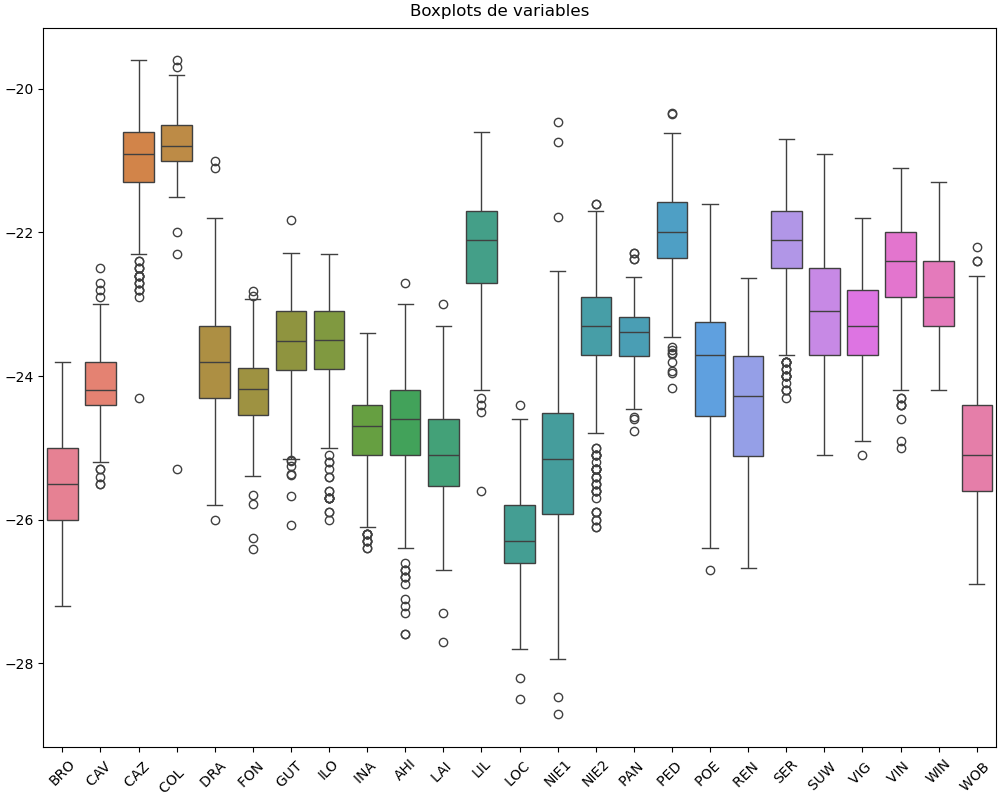 Boxplots de variables
−20
−22
−24
−26
−28
BRO CAV CAZ COL DRA FON GUT ILO INA AHI LAI LIL LOC NIE1 NIE2 PAN PED POE REN SER SUW VIG VIN WIN WOB